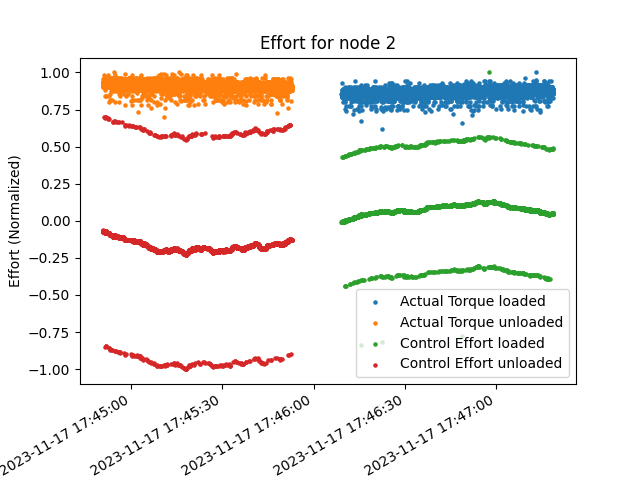 Effort for node 2
Effort (Normalized)
1.00
0.75
0.50
0.25
0.00
−0.25
−0.50
−0.75
−1.00
Actual Torque loaded
Actual Torque unloaded
Control Effort loaded
Control Effort unloaded
2023-11-17 17:45:00
2023-11-17 17:45:30
2023-11-17 17:46:00
2023-11-17 17:46:30
2023-11-17 17:47:00